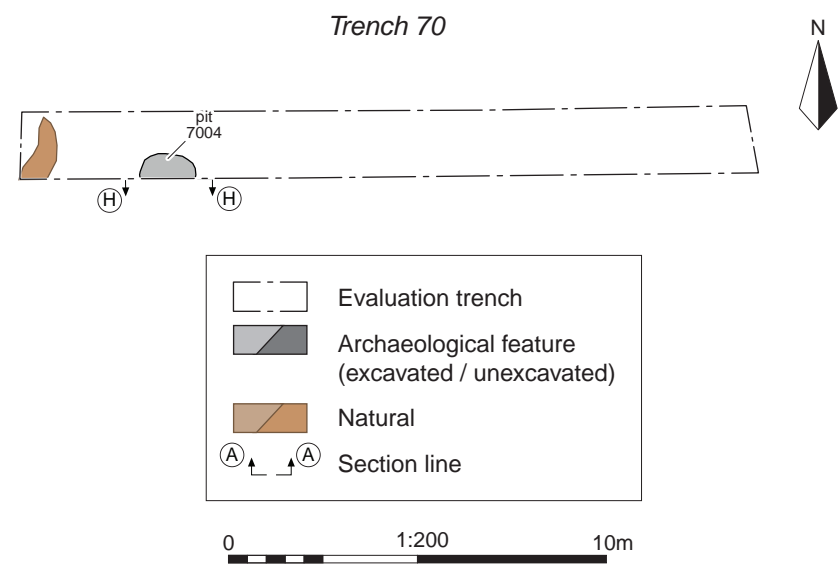 Trench 70
N
pit
7004
H H
Evaluation trench
Archaeological feature
(excavated / unexcavated)
Natural
A A
Section line
0 1:200 10m